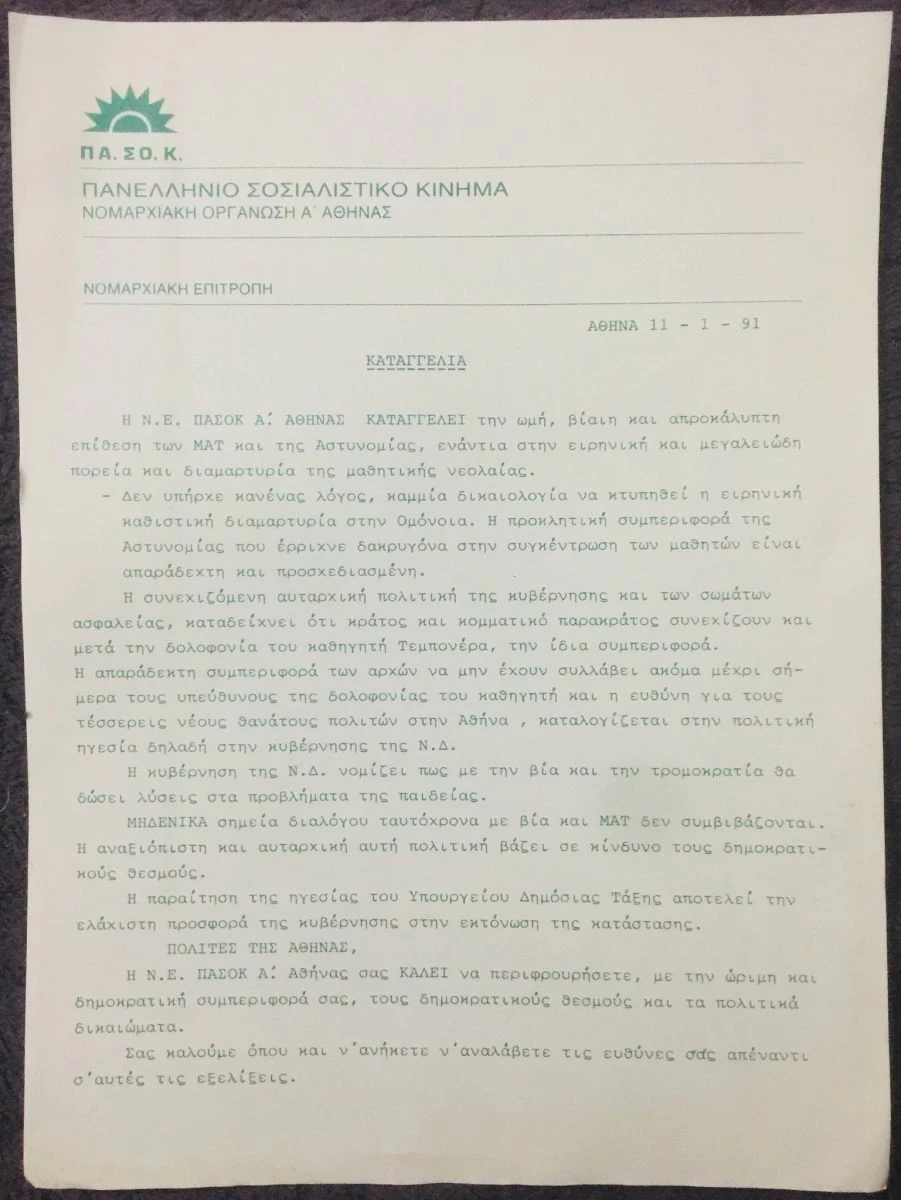 ΠΑ.ΣΟ.Κ.
ΠΑΝΕΛΛΗΝΙΟ ΣΟΣΙΑΛΙΣΤΙΚΟ ΚΙΝΗΜΑ
ΝΟΜΑΡΧΙΑΚΗ ΟΡΓΑΝΩΣΗ Α΄ ΑΘΗΝΑΣ
ΝΟΜΑΡΧΙΑΚΗ ΕΠΙΤΡΟΠΗ
ΑΘΗΝΑ 11 - 1 - 91
ΚΑΤΑΓΓΕΛΙΑ
Η Ν.Ε. ΠΑΣΟΚ Α΄. ΑΘΗΝΑΣ ΚΑΤΑΓΓΕΛΕΙ την ωμή, βίαιη και απροκάλυπτη
επίθεση των ΜΑΤ και της Αστυνομίας, ενάντια στην ειρηνική και μεγαλειώδη
πορεία και διαμαρτυρία της μαθητικής νεολαίας.
- Δεν υπήρχε κανένας λόγος, καμμία δικαιολογία να κτυπηθεί η ειρηνική
καθιστική διαμαρτυρία στην Ομόνοια. Η προκλητική συμπεριφορά της
Αστυνομίας που έρριχνε δακρυγόνα στην συγκέντρωση των μαθητών είναι
απαράδεχτη και προσχεδιασμένη.
Η συνεχιζόμενη αυταρχική πολιτική της κυβέρνησης και των σωμάτων
ασφαλείας, καταδείχνει ότι κράτος και κομματικό παρακράτος συνεχίζουν και
μετά την δολοφονία του καθηγητή Τεμπονέρα, την ίδια συμπεριφορά.
Η απαράδεκτη συμπεριφορά των αρχών να μην έχουν συλλάβει ακόμα μέχρι σή-
μερα τους υπεύθυνους της δολοφονίας του καθηγητή και η ευθύνη για τους
τέσσερεις νέους θανάτους πολιτών στην Αθήνα , καταλογίζεται στην πολιτική
ηγεσία δηλαδή στην κυβέρνησης της Ν.Δ.
Η κυβέρνηση της Ν.Δ. νομίζει πως με την βία και την τρομοκρατία θα
δώσει λύσεις στα προβλήματα της παιδείας.
ΜΗΔΕΝΙΚΑ σημεία διαλόγου ταυτόχρονα με βία και ΜΑΤ δεν συμβιβάζονται.
Η αναξιόπιστη και αυταρχική αυτή πολιτική βάζει σε κίνδυνο τους δημοκρατι-
κούς θεσμούς.
Η παραίτηση της ηγεσίας του Υπουργείου Δημόσιας Τάξης αποτελεί την
ελάχιστη προσφορά της κυβέρνησης στην εκτόνωση της κατάστασης.
ΠΟΛΙΤΕΣ ΤΗΣ ΑΘΗΝΑΣ,
Η Ν.Ε. ΠΑΣΟΚ Α΄. Αθήνας σας ΚΑΛΕΙ να περιφρουρήσετε, με την ώριμη και
δημοκρατική συμπεριφορά σας, τους δημοκρατικούς θεσμούς και τα πολιτικά
δικαιώματα.
Σας καλούμε όπου και ν'ανήκετε ν'αναλάβετε τις ευθύνες σας απέναντι
σ'αυτές τις εξελίξεις.